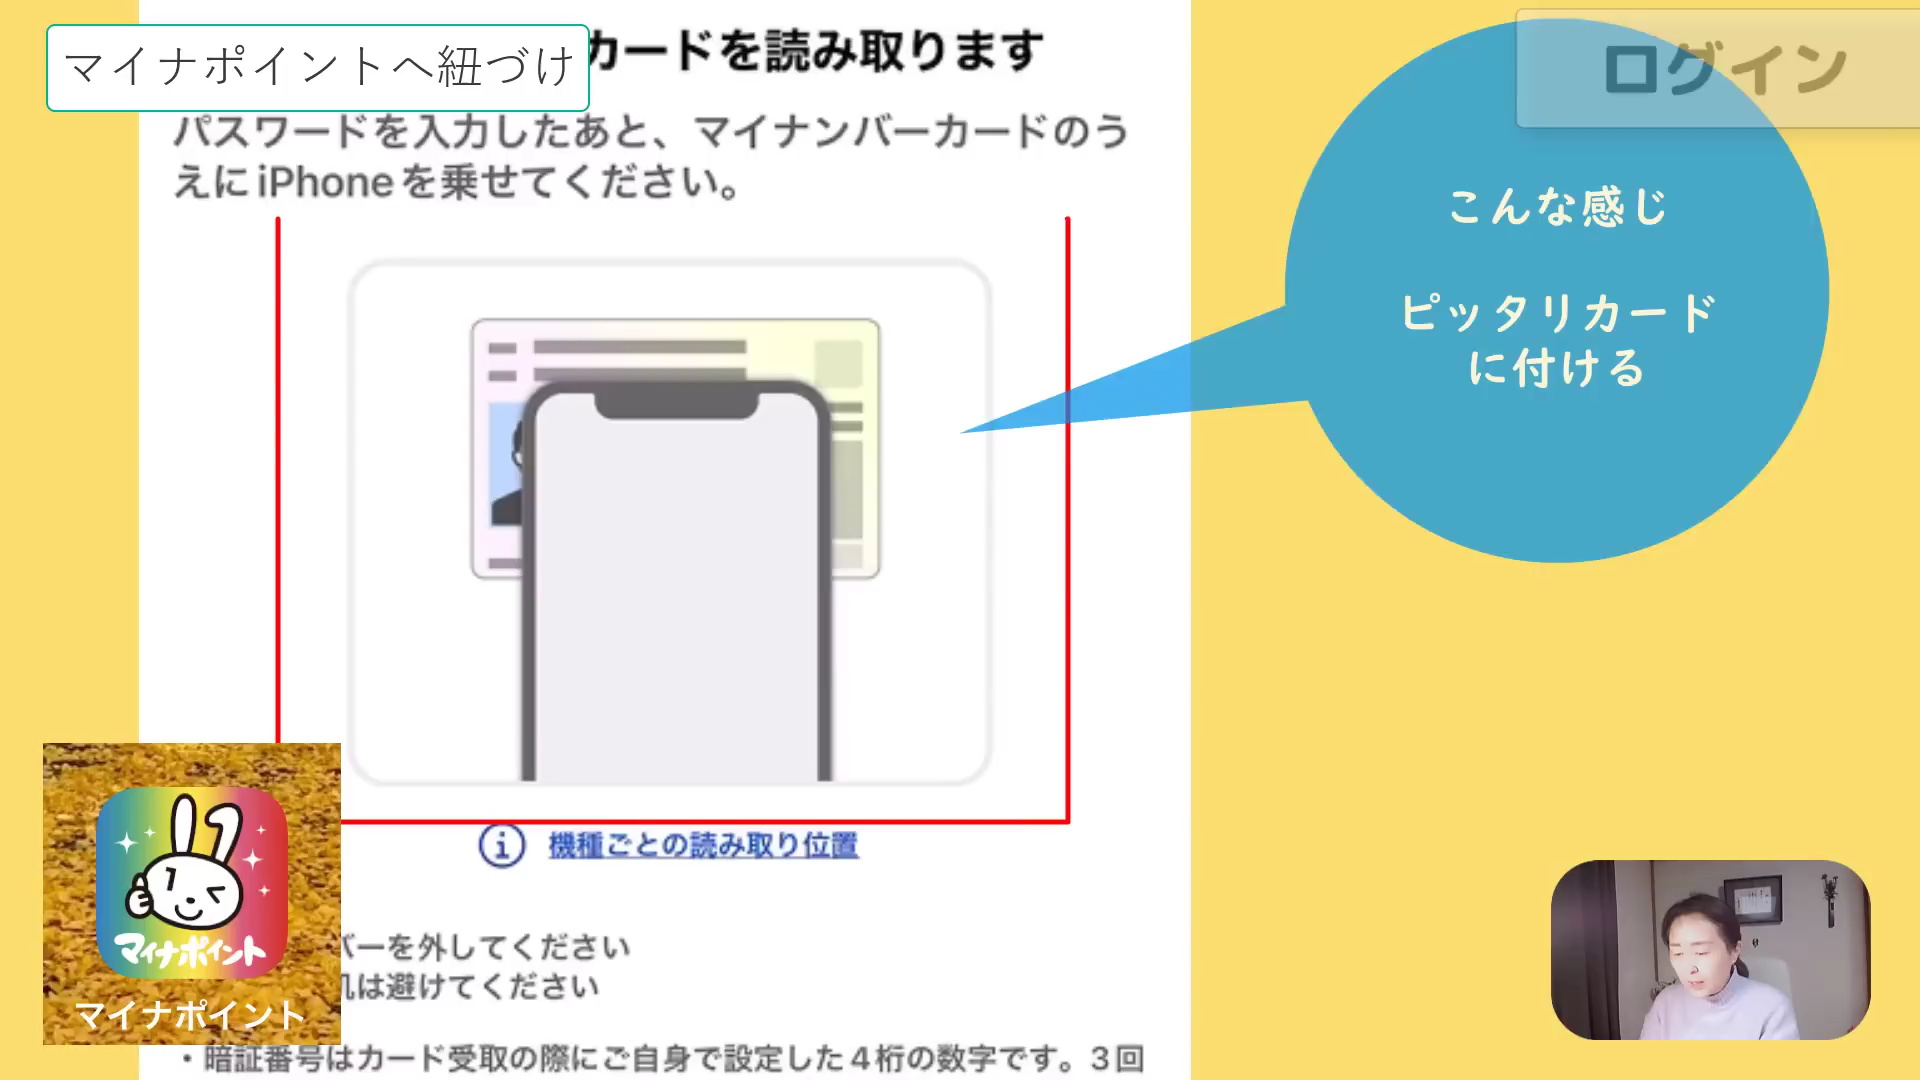 マイナポイントへ紐づけ
カードを読み取ります
ログイン
パスワードを入力したあと、マイナンバーカードのう
えにiPhoneを乗せてください。
こんな感じ
ピッタリカード
に付ける
機種ごとの読み取り位置
バーを外してください
机は避けてください
マイナポイント
マイナポイント
・暗証番号はカード受取の際にご自身で設定した4桁の数字です。3回